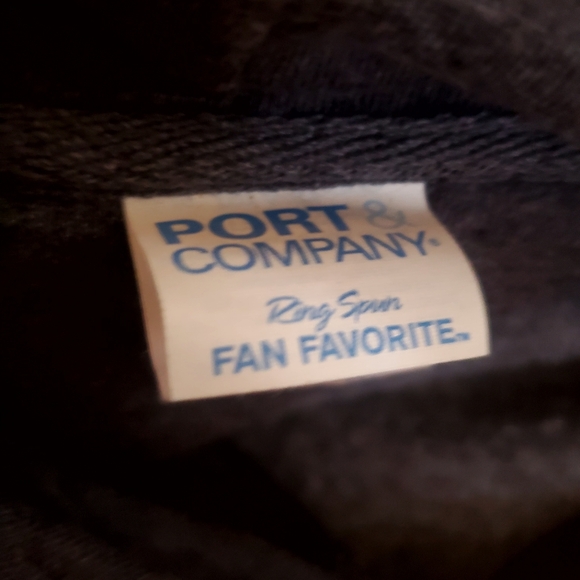 PORT &
COMPANY®
Ring Spun
FAN FAVORITE™